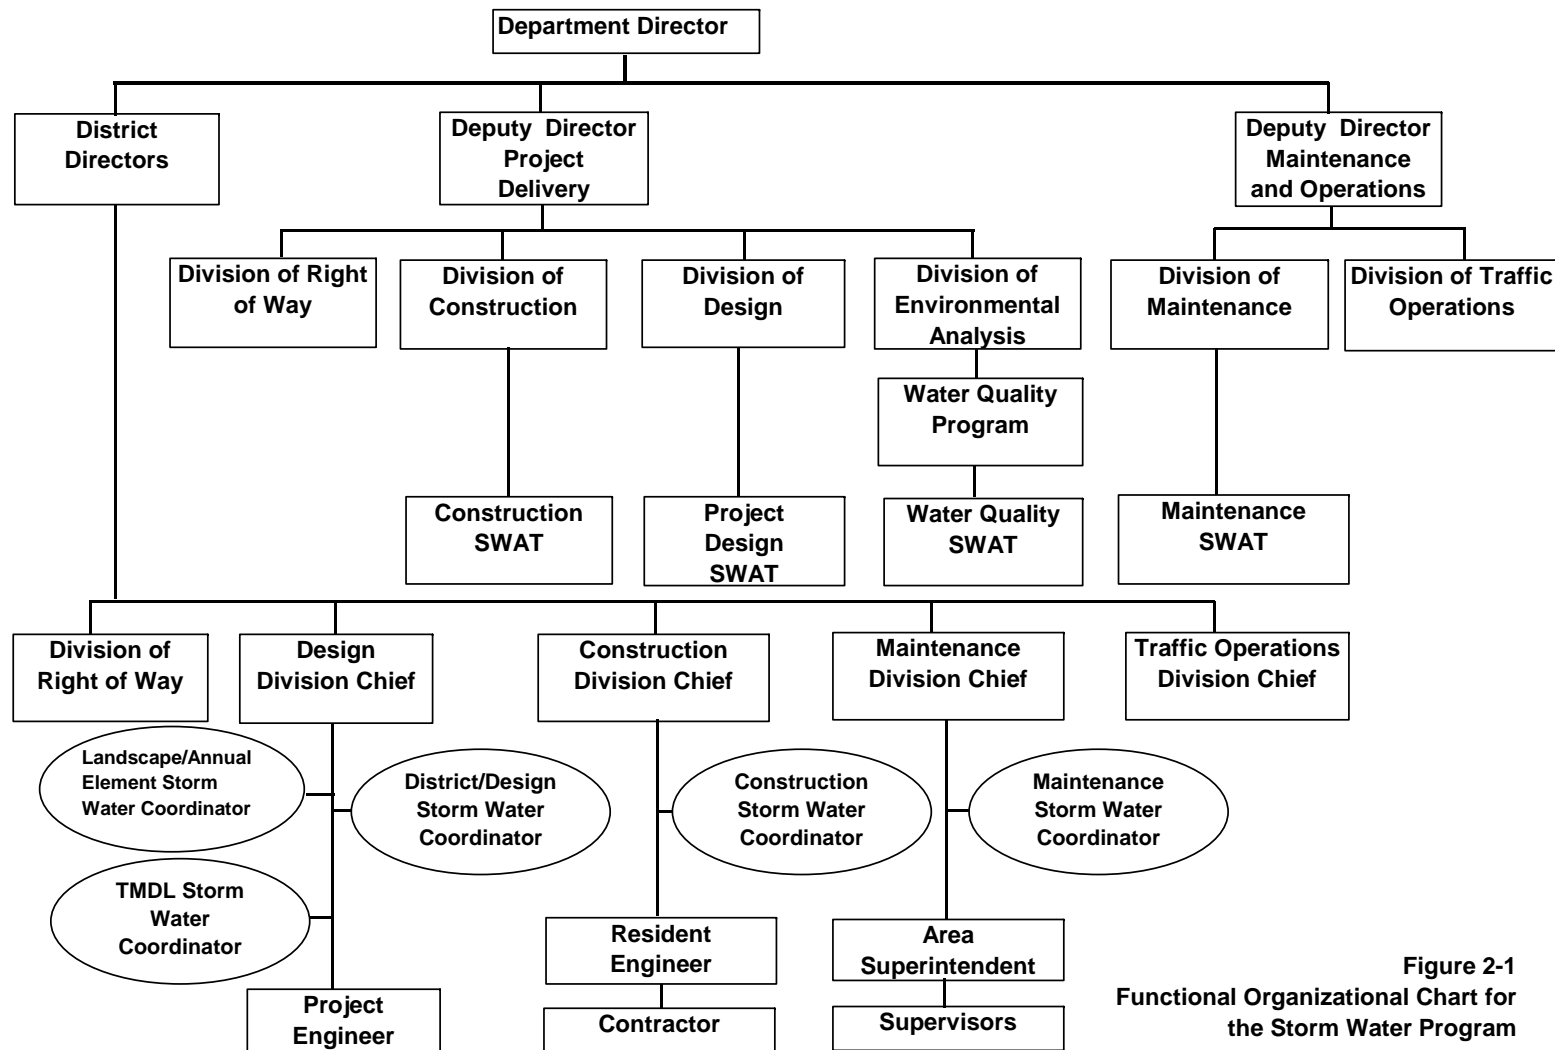 Department Director
District
Directors
Deputy Director
Project
Delivery
Deputy Director
Maintenance
and Operations
Division of Right
of Way
Division of
Construction
Division of
Design
Division of
Environmental
Analysis
Division of
Maintenance
Division of Traffic
Operations
Water Quality
Program
Construction
SWAT
Project
Design
SWAT
Water Quality
SWAT
Maintenance
SWAT
Division of
Right of Way
Design
Division Chief
Construction
Division Chief
Maintenance
Division Chief
Traffic Operations
Division Chief
Landscape/Annual
Element Storm
Water Coordinator
District/Design
Storm Water
Coordinator
Construction
Storm Water
Coordinator
Maintenance
Storm Water
Coordinator
TMDL Storm
Water
Coordinator
Resident
Engineer
Area
Superintendent
Project
Engineer
Contractor
Supervisors
Figure 2-1
Functional Organizational Chart for
the Storm Water Program